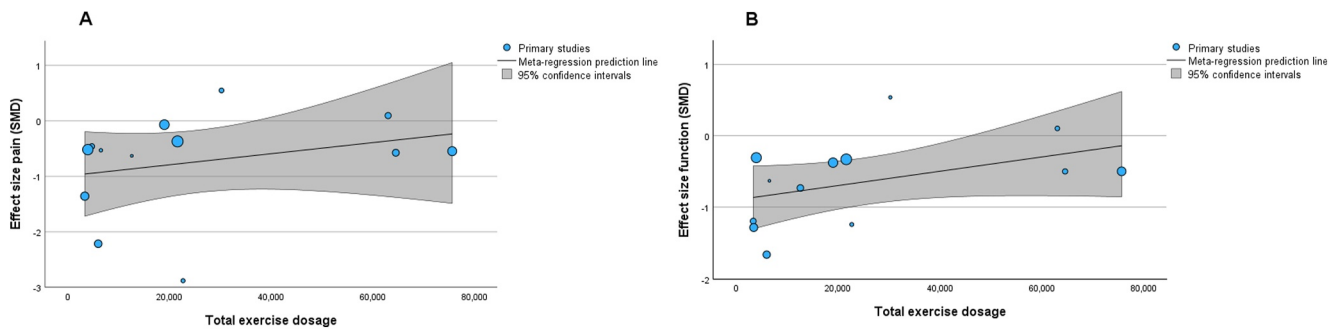 A
Effect size pain (SMD)
1
0
-1
-2
-3
0
20,000
40,000
60,000
80,000
Total exercise dosage
Primary studies
Meta-regression prediction line
95% confidence intervals
B
Effect size function (SMD)
1
0
-1
-2
0
20,000
40,000
60,000
80,000
Total exercise dosage
Primary studies
Meta-regression prediction line
95% confidence intervals